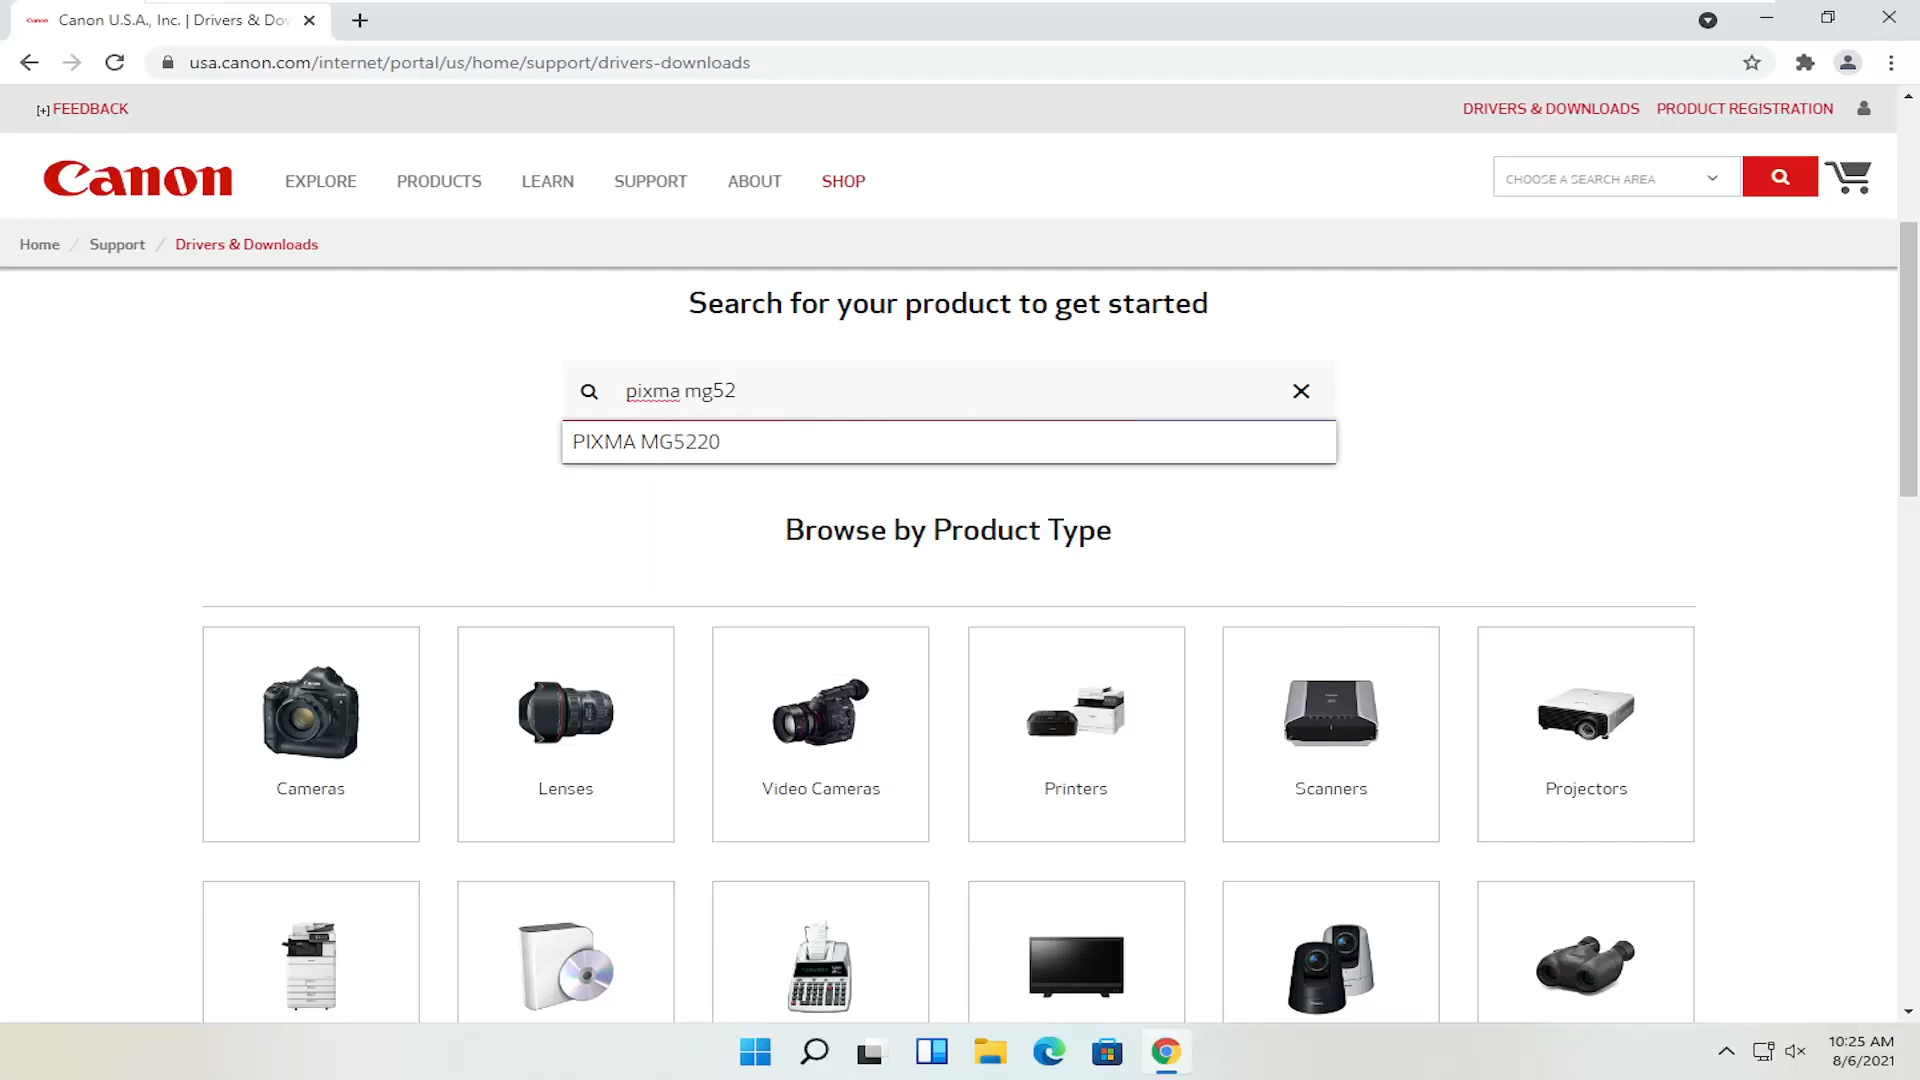 Canon U.S.A., Inc. | Drivers & Do
usa.canon.com/internet/portal/us/home/support/drivers-downloads
[+] FEEDBACK
DRIVERS & DOWNLOADS PRODUCT REGISTRATION
Canon EXPLORE PRODUCTS LEARN SUPPORT ABOUT SHOP
CHOOSE A SEARCH AREA
Home / Support / Drivers & Downloads
Search for your product to get started
pixma mg52
PIXMA MG5220
Browse by Product Type
Cameras Lenses Video Cameras Printers Scanners Projectors
10:25 AM
8/6/2021